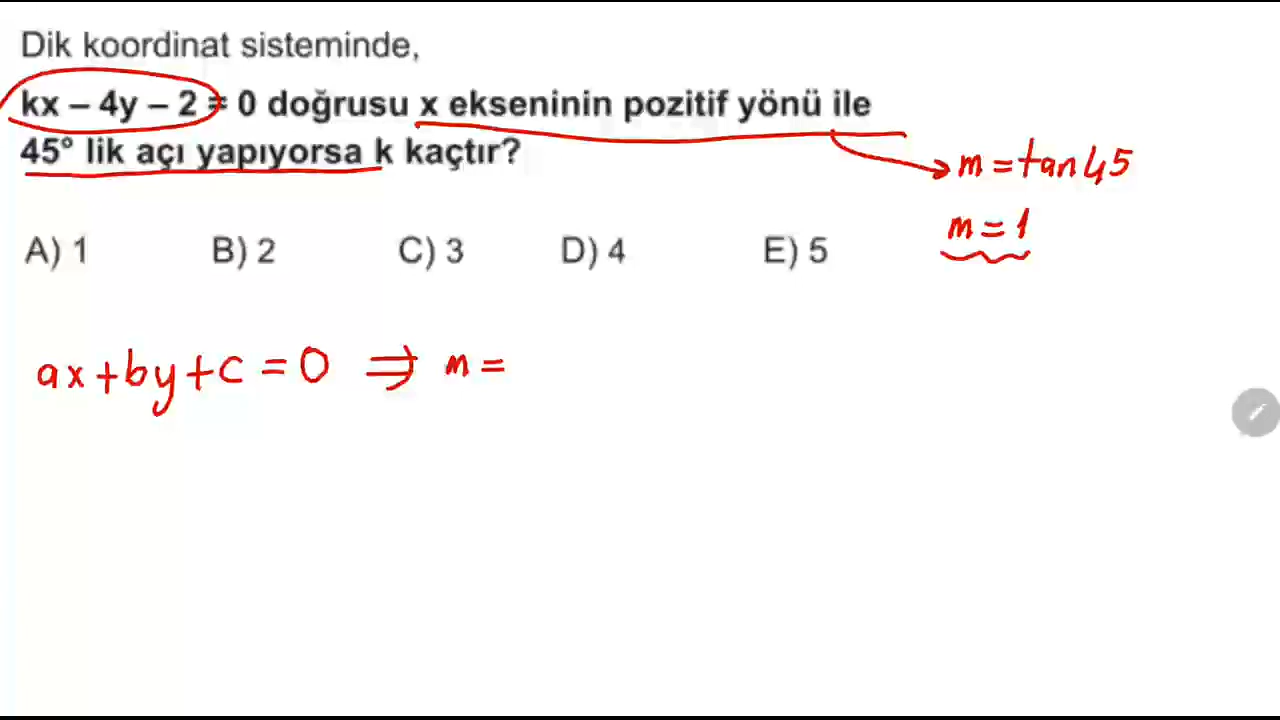 Dik koordinat sisteminde,
kx – 4y – 2 = 0 doğrusu x ekseninin pozitif yönü ile
45° lik açı yapıyorsa k kaçtır?
m = tan45
m = 1
A) 1 B) 2 C) 3 D) 4 E) 5
ax+by+c = 0 ⇒ m =